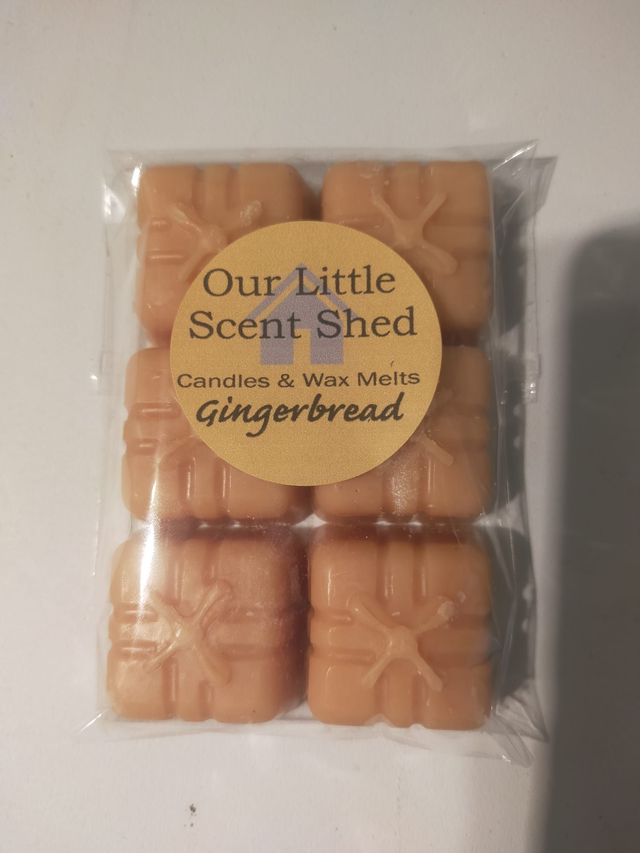 Our Little
Scent Shed
Candles & Wax Melts
Gingerbread